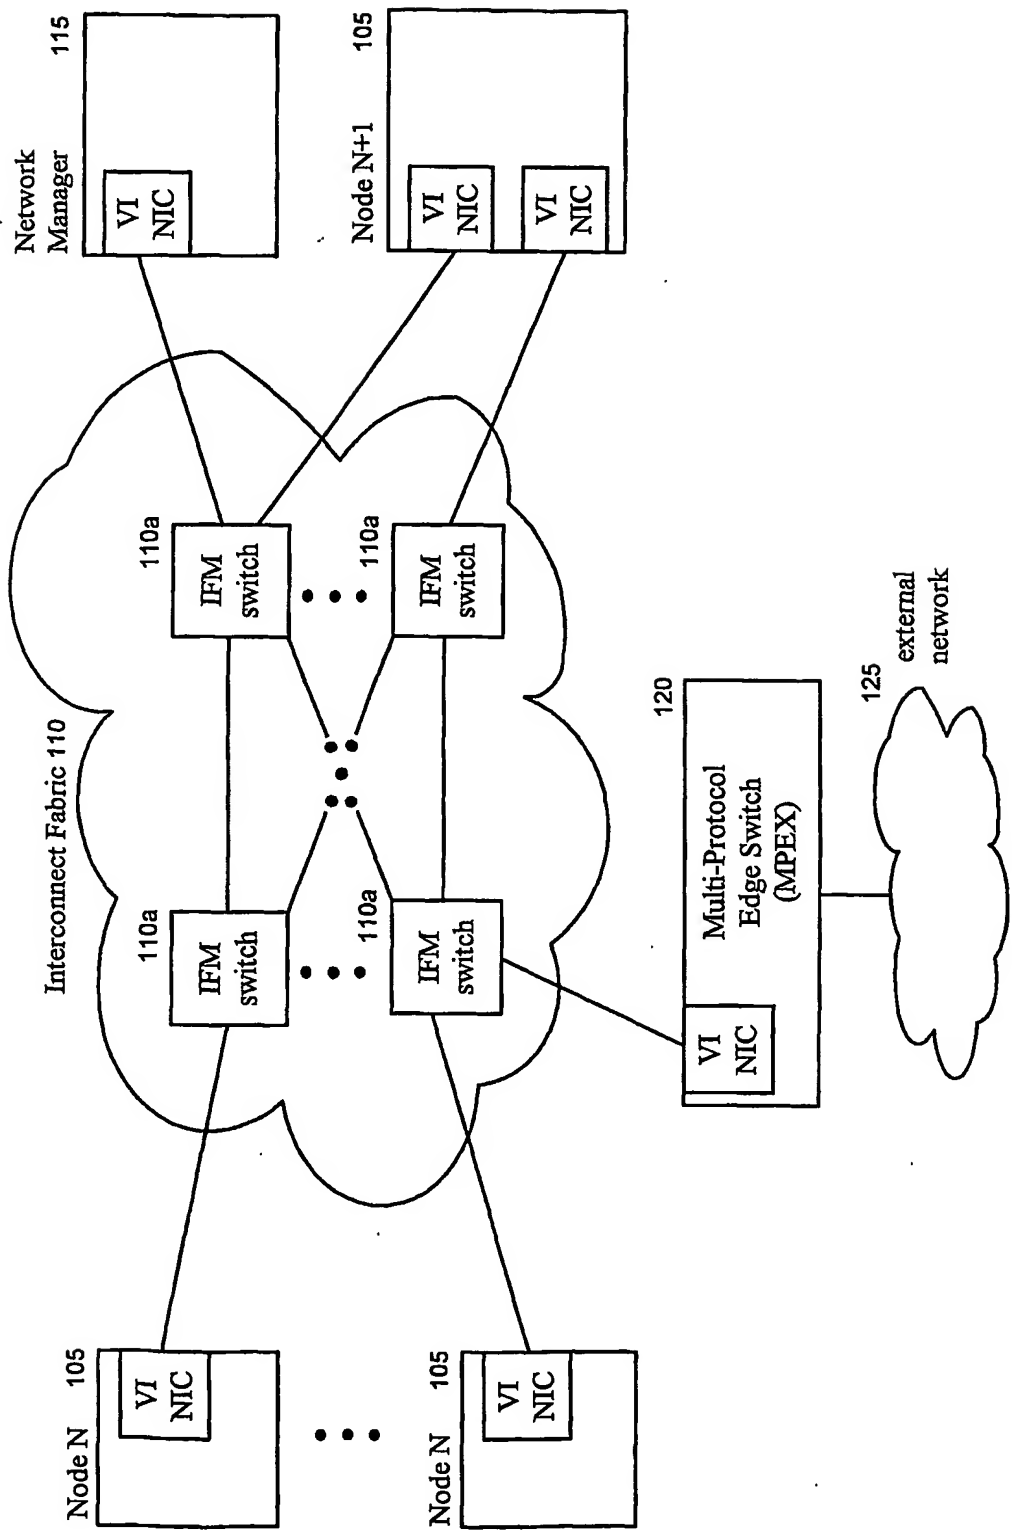 Interconnect Fabric 110
Node N
105
VI
NIC
Node N
105
VI
NIC
110a
IFM
switch
110a
IFM
switch
110a
IFM
switch
110a
IFM
switch
Network
Manager
115
VI
NIC
Node N+1
105
VI
NIC
VI
NIC
120
VI
NIC
Multi-Protocol
Edge Switch
(MPEX)
125
external
network